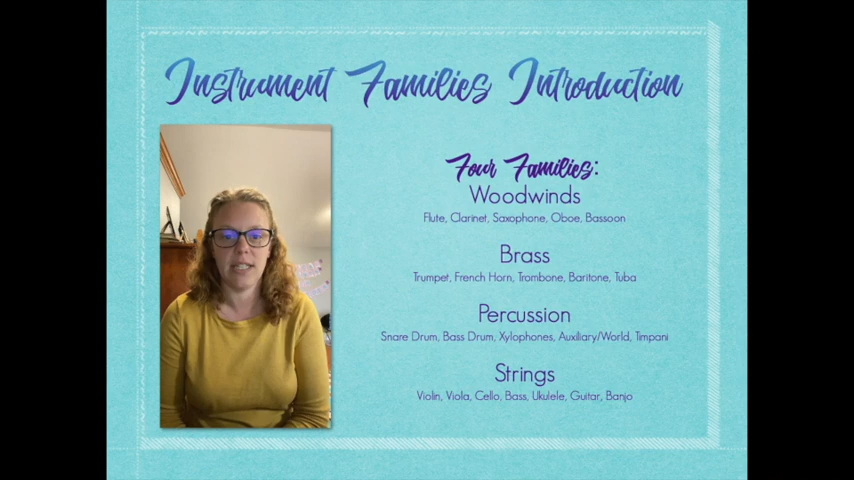 Instrument Families Introduction
Four Families:
Woodwinds
Flute, Clarinet, Saxophone, Oboe, Bassoon
Brass
Trumpet, French Horn, Trombone, Baritone, Tuba
Percussion
Snare Drum, Bass Drum, Xylophones, Auxiliary/World, Timpani
Strings
Violin, Viola, Cello, Bass, Ukulele, Guitar, Banjo